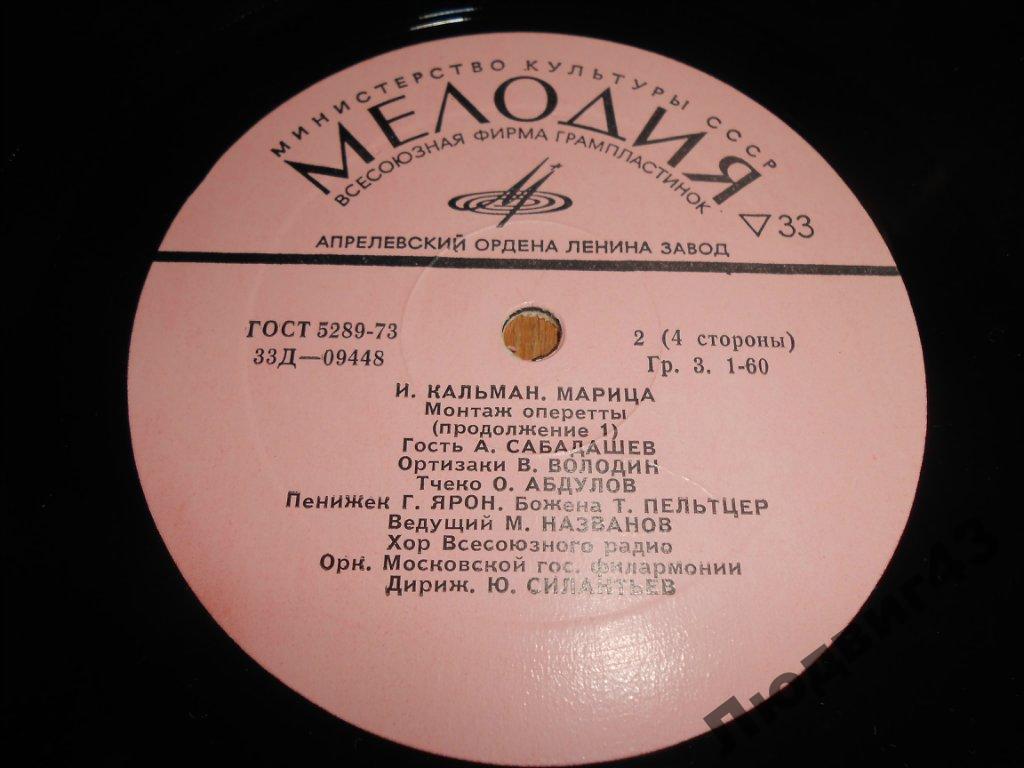 МИНИСТЕРСТВО КУЛЬТУРЫ СССР
МЕЛОДИЯ
ВСЕСОЮЗНАЯ ФИРМА ГРАМПЛАСТИНОК
33
АПРЕЛЕВСКИЙ ОРДЕНА ЛЕНИНА ЗАВОД
ГОСТ 5289-73
33Д—09448
2 (4 стороны)
Гр. 3. 1-60
И. КАЛЬМАН. МАРИЦА
Монтаж оперетты
(продолжение 1)
Гость А. САБАДАШЕВ
Ортизаки В. ВОЛОДИН
Тчеко О. АБДУЛОВ
Пенижек Г. ЯРОН. Божена Т. ПЕЛЬТЦЕР
Ведущий М. НАЗВАНОВ
Хор Всесоюзного радио
Орк. Московской гос. филармонии
Дириж. Ю. СИЛАНТЬЕВ
Людвиг43